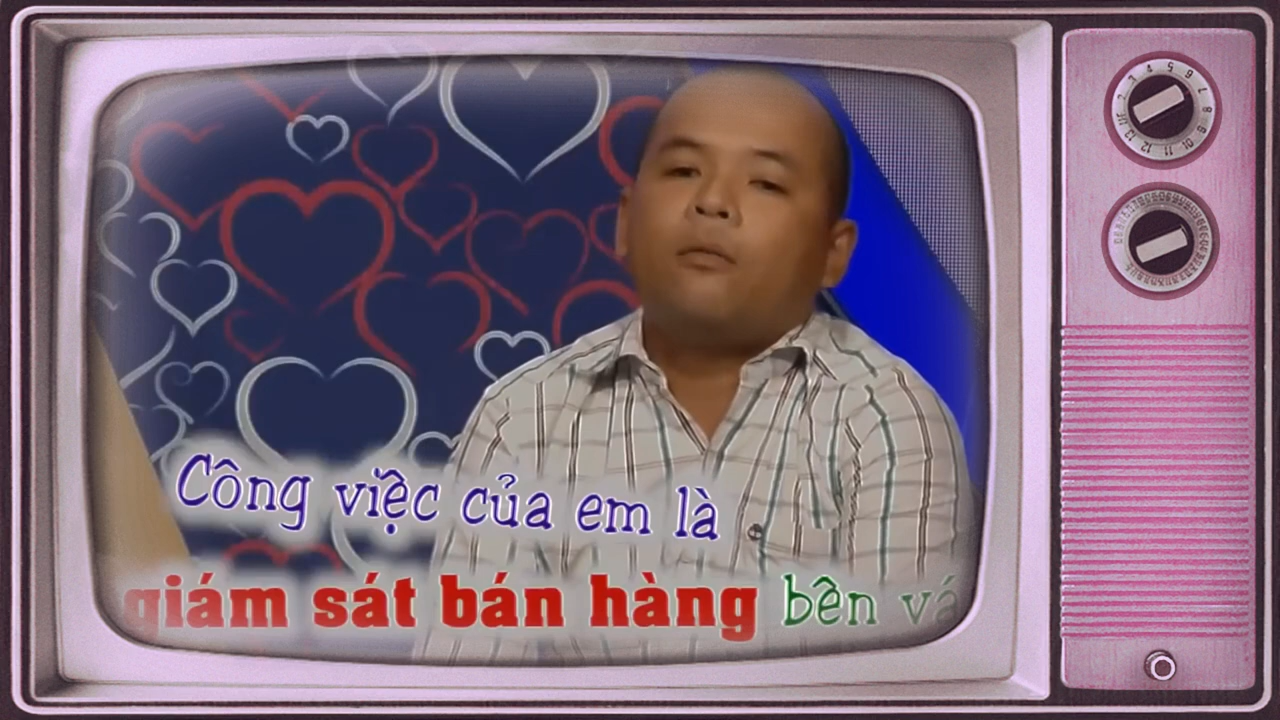 Công việc của em là
giám sát bán hàng bên